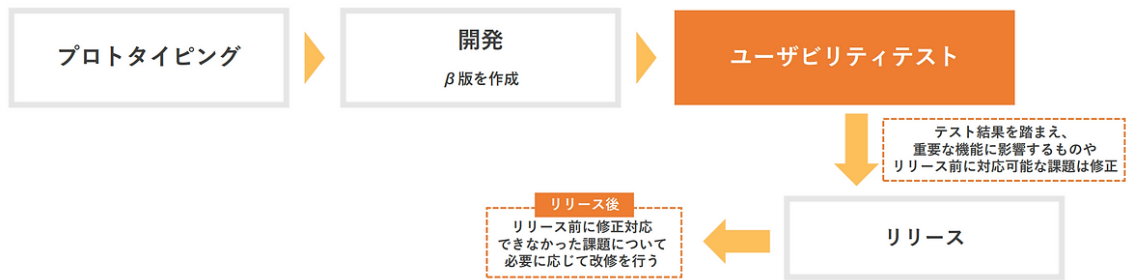 プロトタイピング
開発
β版を作成
ユーザビリティテスト
テスト結果を踏まえ、
重要な機能に影響するものや
リリース前に対応可能な課題は修正
リリース
リリース後
リリース前に修正対応
できなかった課題について
必要に応じて改修を行う